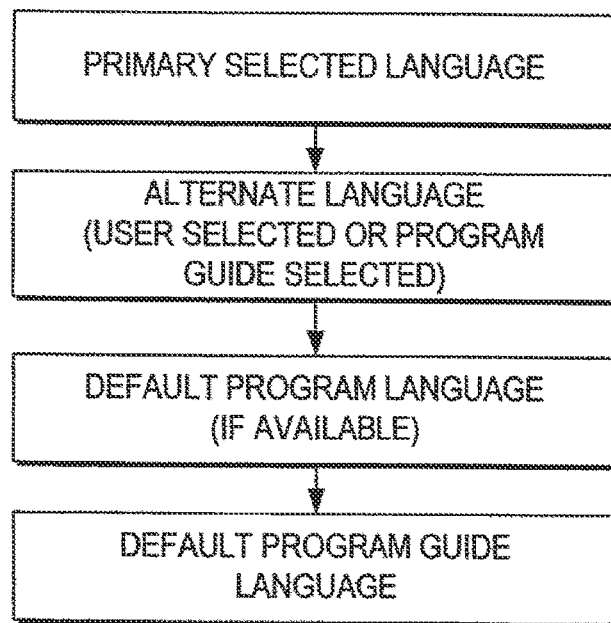 PRIMARY SELECTED LANGUAGE
ALTERNATE LANGUAGE
(USER SELECTED OR PROGRAM
GUIDE SELECTED)
DEFAULT PROGRAM LANGUAGE
(IF AVAILABLE)
DEFAULT PROGRAM GUIDE
LANGUAGE